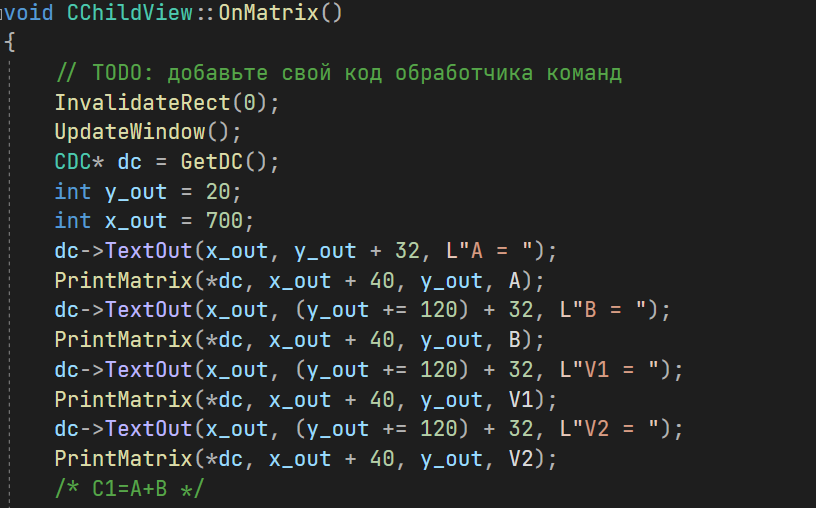 void CChildView::OnMatrix()
{
// TODO: добавьте свой код обработчика команд
InvalidateRect(0);
UpdateWindow();
CDC* dc = GetDC();
int y_out = 20;
int x_out = 700;
dc->TextOut(x_out, y_out + 32, L"A = ");
PrintMatrix(*dc, x_out + 40, y_out, A);
dc->TextOut(x_out, (y_out += 120) + 32, L"B = ");
PrintMatrix(*dc, x_out + 40, y_out, B);
dc->TextOut(x_out, (y_out += 120) + 32, L"V1 = ");
PrintMatrix(*dc, x_out + 40, y_out, V1);
dc->TextOut(x_out, (y_out += 120) + 32, L"V2 = ");
PrintMatrix(*dc, x_out + 40, y_out, V2);
/* C1=A+B */